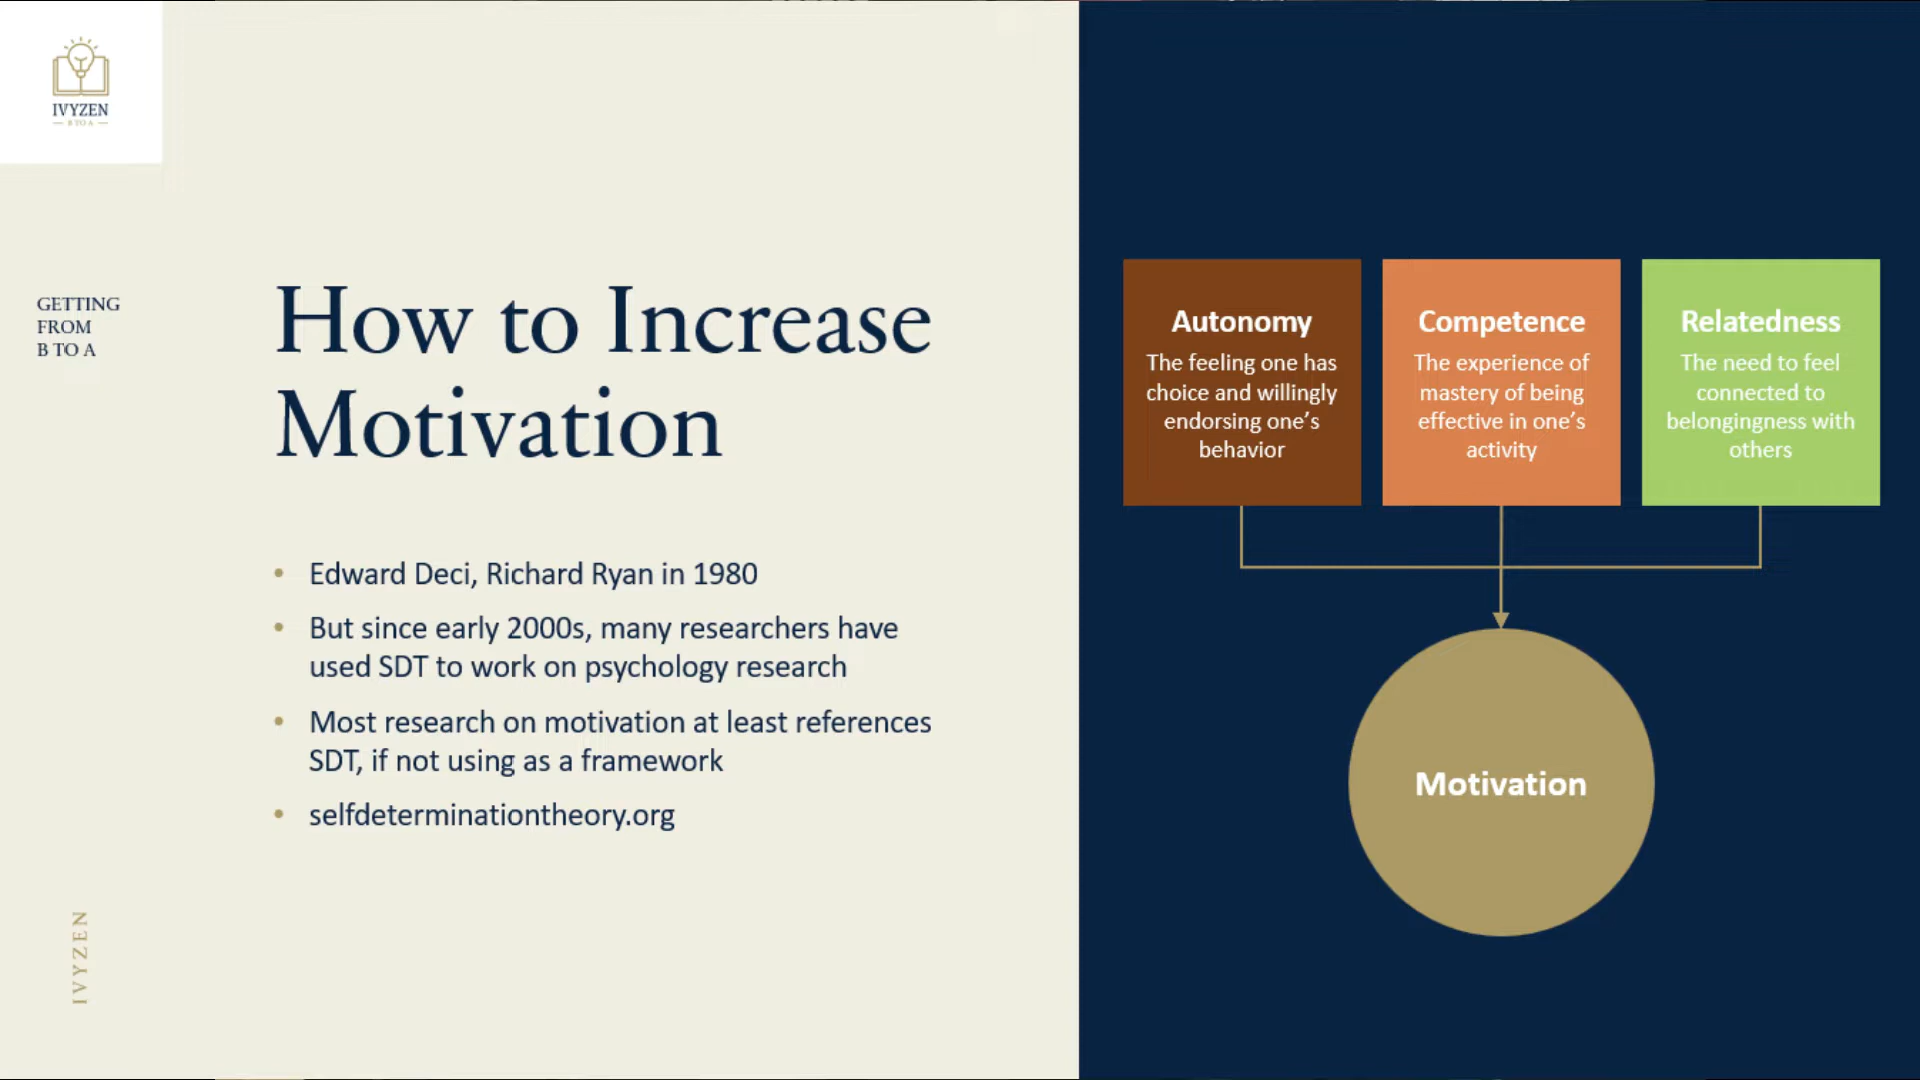 IVYZEN
B TO A
GETTING
FROM
B TO A
How to Increase
Motivation
• Edward Deci, Richard Ryan in 1980
• But since early 2000s, many researchers have
used SDT to work on psychology research
• Most research on motivation at least references
SDT, if not using as a framework
• selfdeterminationtheory.org
IVYZEN
Autonomy
The feeling one has
choice and willingly
endorsing one's
behavior
Competence
The experience of
mastery of being
effective in one's
activity
Relatedness
The need to feel
connected to
belongingness with
others
Motivation